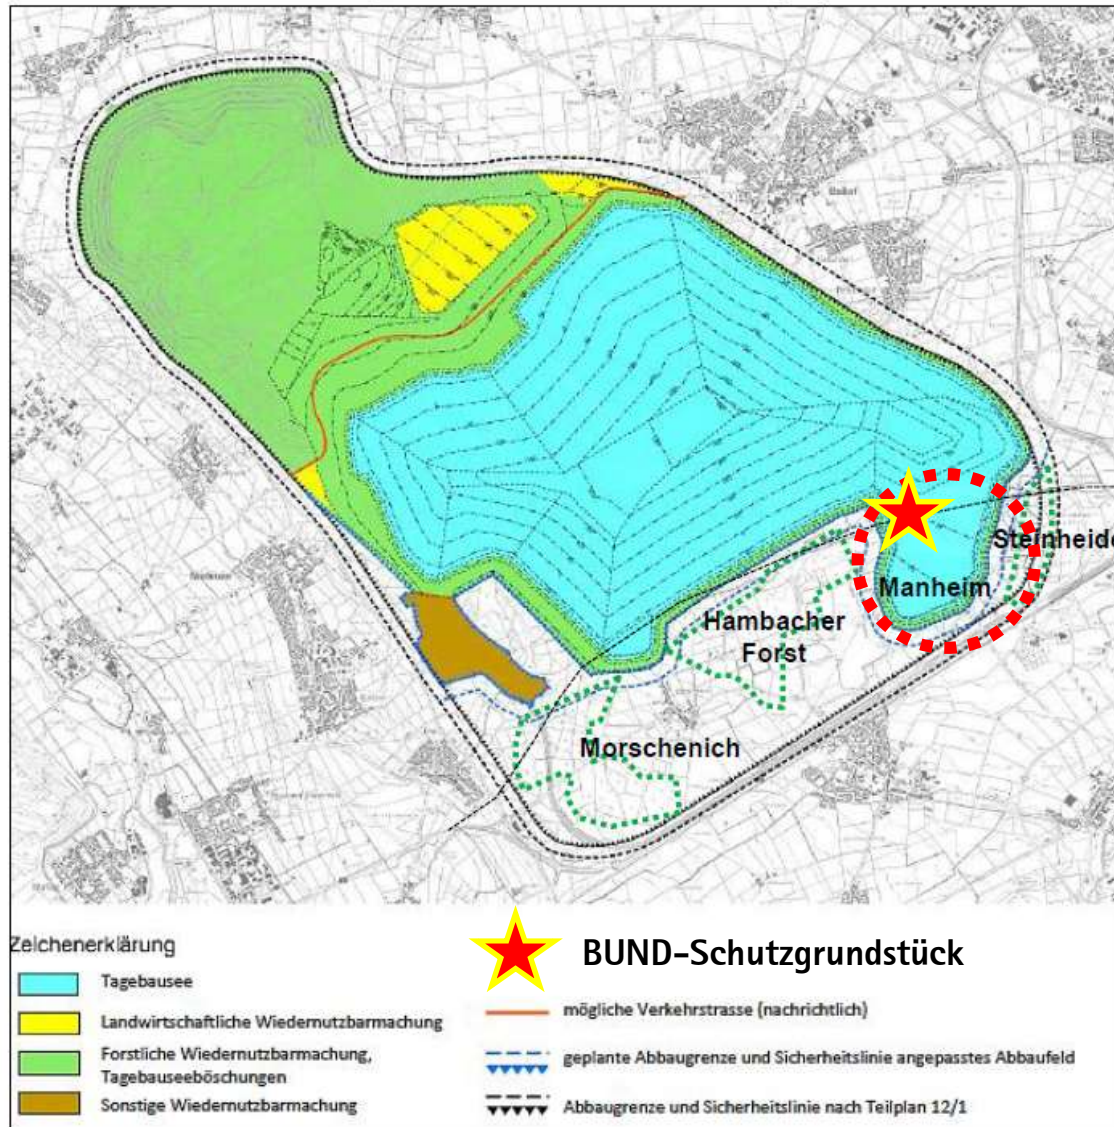 Steinheide
Manheim
Hambacher
Forst
Morschenich
Zeichenerklärung
BUND-Schutzgrundstück
Tagebausee
mögliche Verkehrstrasse (nachrichtlich)
Landwirtschaftliche Wiedernutzbarmachung
geplante Abbaugrenze und Sicherheitslinie angepasstes Abbaufeld
Forstliche Wiedernutzbarmachung,
Tagebauseeböschungen
Sonstige Wiedernutzbarmachung
Abbaugrenze und Sicherheitslinie nach Teilplan 12/1